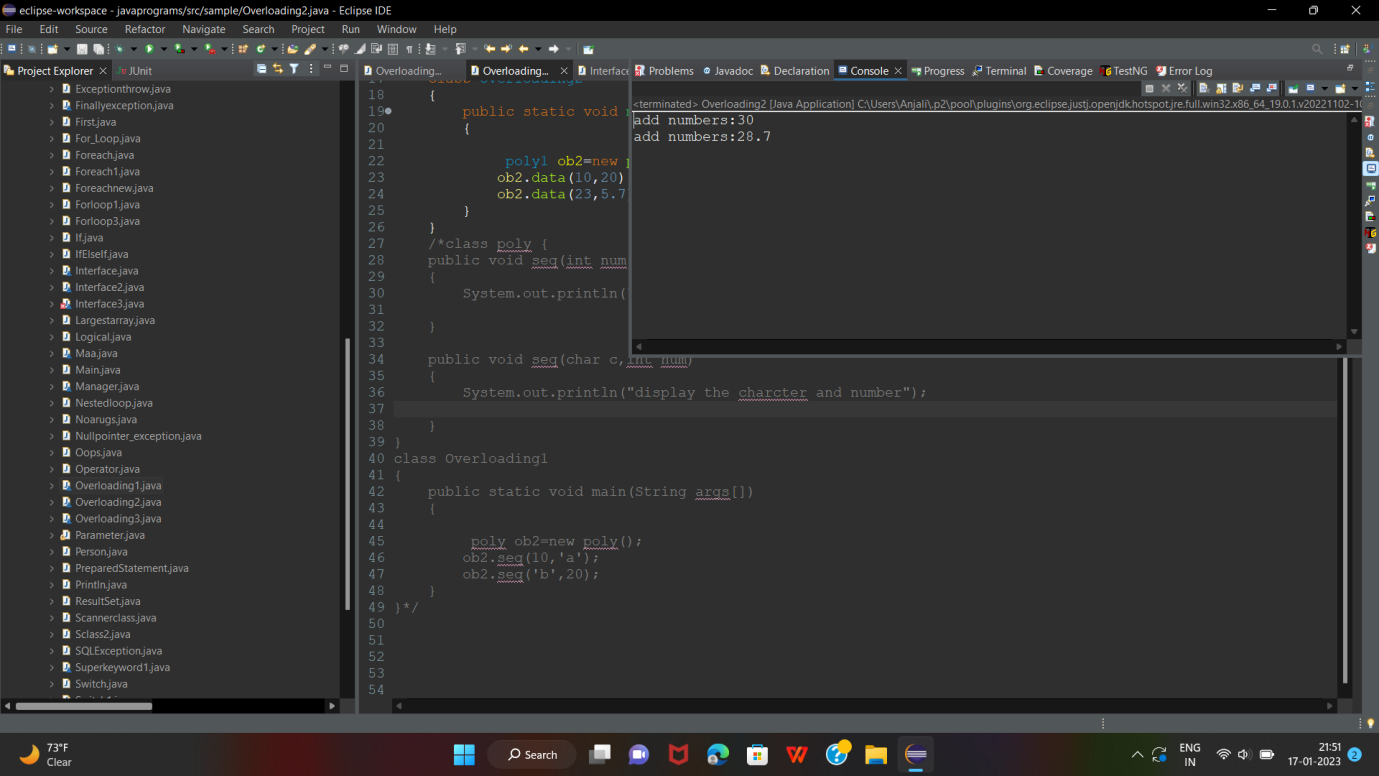 eclipse-workspace - javaprograms/src/sample/Overloading2.java - Eclipse IDE
File Edit Source Refactor Navigate Search Project Run Window Help
Project Explorer JUnit
Exceptionthrow.java
Finallyexception.java
First.java
For_Loop.java
Foreach.java
Foreach1.java
Foreachnew.java
Forloop1.java
Forloop3.java
If.java
IfElseIf.java
Interface.java
Interface2.java
Interface3.java
Largestarray.java
Logical.java
Maa.java
Main.java
Manager.java
Nestedloop.java
Noarugs.java
Nullpointer_exception.java
Oops.java
Operator.java
Overloading1.java
Overloading2.java
Overloading3.java
Parameter.java
Person.java
PreparedStatement.java
Println.java
ResultSet.java
Scannerclass.java
Sclass2.java
SQLException.java
Superkeyword1.java
Switch.java
Overloading... Overloading... Interface
18 {
19 public static void
20 {
21
22 poly1 ob2=new
23 ob2.data(10,20)
24 ob2.data(23,5.7
25 }
26 }
27 /*class poly {
28 public void seq(int num
29 {
30 System.out.println(
31
32 }
33
34 public void seq(char c,int num)
35 {
36 System.out.println("display the charcter and number");
37
38 }
39 }
40 class Overloading1
41 {
42 public static void main(String args[])
43 {
44
45 poly ob2=new poly();
46 ob2.seq(10,'a');
47 ob2.seq('b',20);
48 }
49 }*/
50
51
52
53
54
Problems Javadoc Declaration Console Progress Terminal Coverage TestNG Error Log
<terminated> Overloading2 [Java Application] C:\Users\Anjali\.p2\pool\plugins\org.eclipse.justj.openjdk.hotspot.jre.full.win32.x86_64_19.0.1.v20221102-10
add numbers:30
add numbers:28.7
73°F
Clear
Search
ENG
IN
21:51
17-01-2023
2